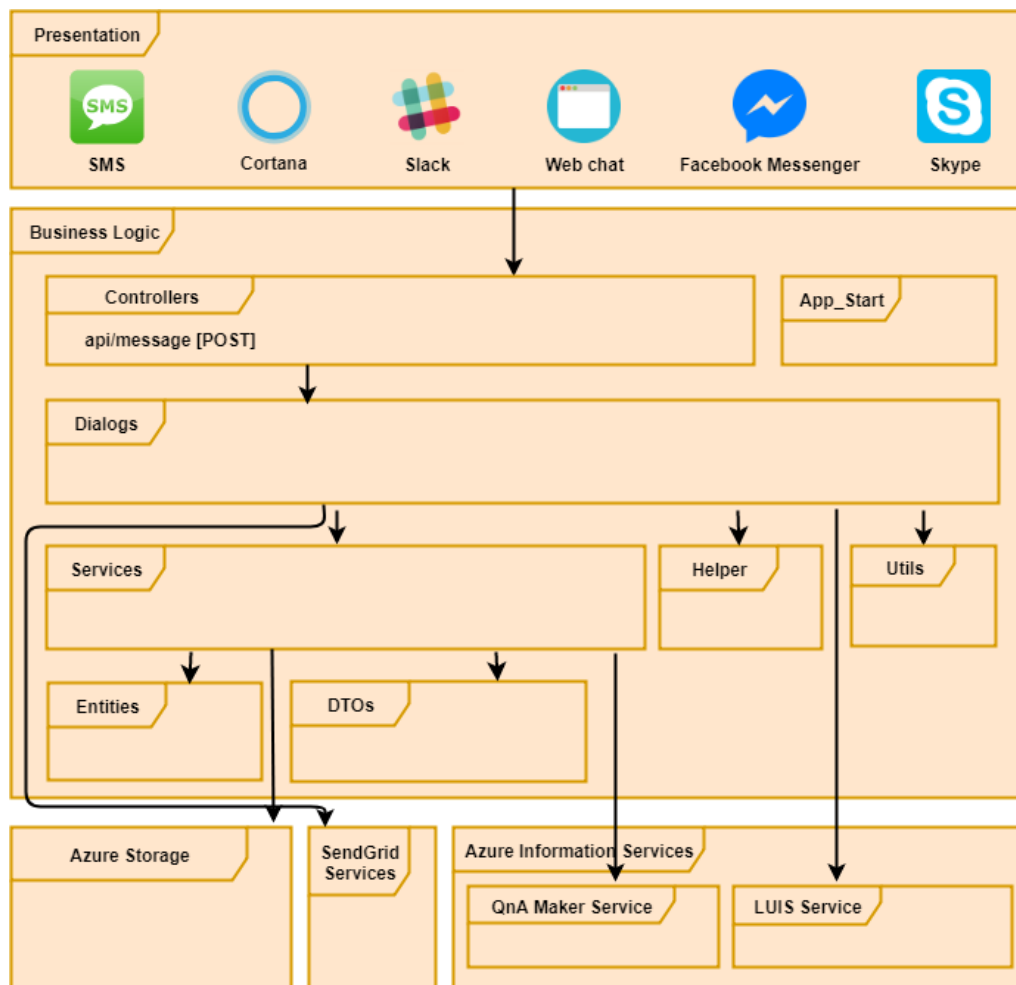 Presentation
SMS
SMS
Cortana
Slack
Web chat
Facebook Messenger
Skype
Business Logic
Controllers
api/message [POST]
App_Start
Dialogs
Services
Helper
Utils
Entities
DTOs
Azure Storage
SendGrid
Services
Azure Information Services
QnA Maker Service
LUIS Service